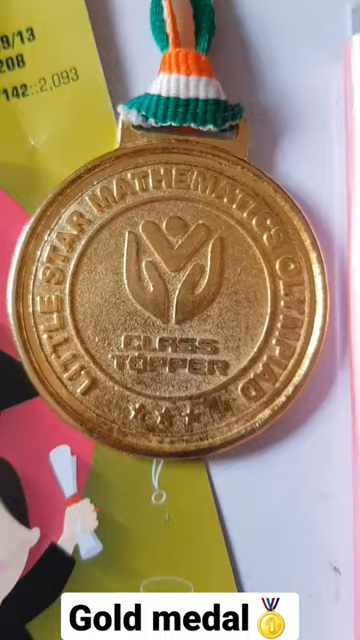 9/13
208
/142::2,093
LITTLE STAR MATHEMATICS OLYMPIAD
CLASS
TOPPER
Gold medal🏅